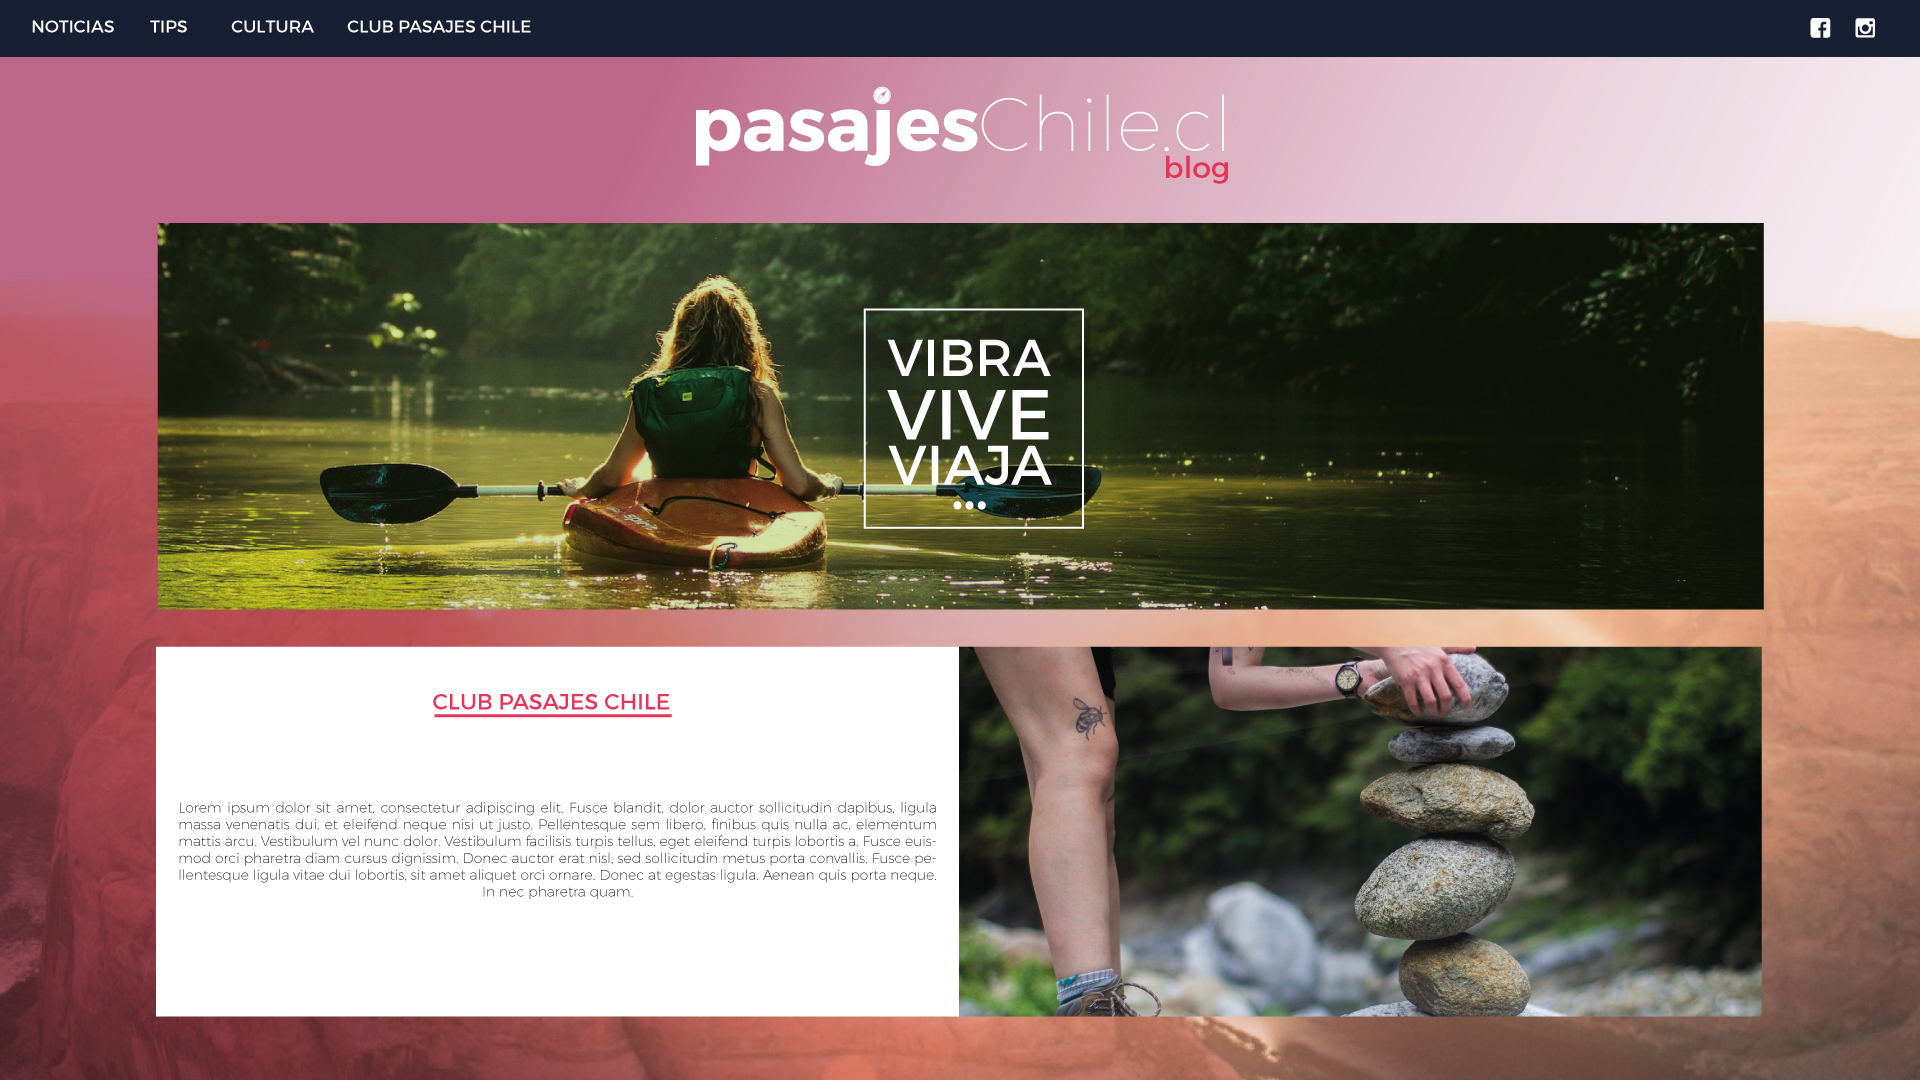 NOTICIAS TIPS CULTURA CLUB PASAJES CHILE
pasajesChile.cl
blog
VIBRA
VIVE
VIAJA
CLUB PASAJES CHILE
Lorem ipsum dolor sit amet, consectetur adipiscing elit. Fusce blandit, dolor auctor sollicitudin dapibus, ligula
massa venenatis dui, et eleifend neque nisi ut justo. Pellentesque sem libero, finibus quis nulla ac, elementum
mattis arcu. Vestibulum vel nunc dolor. Vestibulum facilisis turpis tellus, eget eleifend turpis lobortis a. Fusce euis-
mod orci pharetra diam cursus dignissim. Donec auctor erat nisl, sed sollicitudin metus porta convallis. Fusce pe-
llentesque ligula vitae dui lobortis, sit amet aliquet orci ornare. Donec at egestas ligula. Aenean quis porta neque.
In nec pharetra quam.